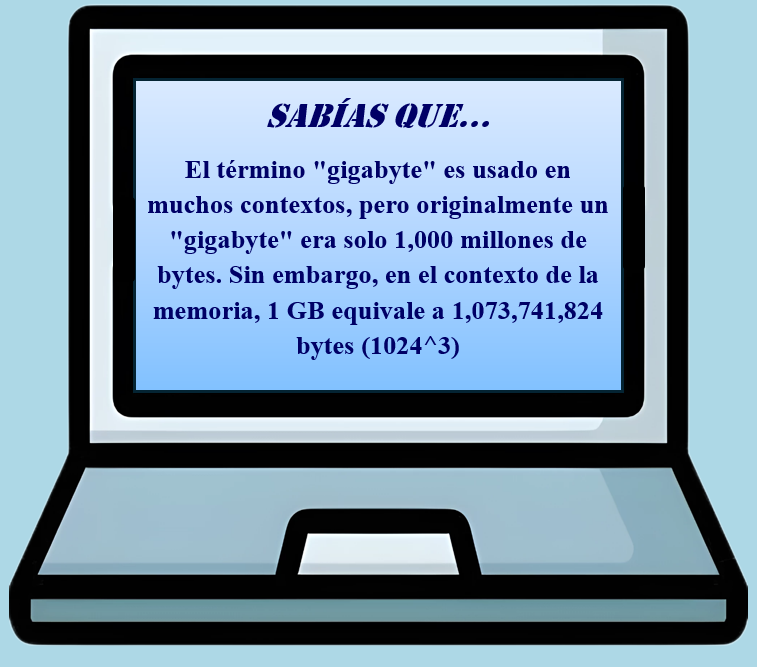 SABÍAS QUE...
El término "gigabyte" es usado en
muchos contextos, pero originalmente un
"gigabyte" era solo 1,000 millones de
bytes. Sin embargo, en el contexto de la
memoria, 1 GB equivale a 1,073,741,824
bytes (1024^3)